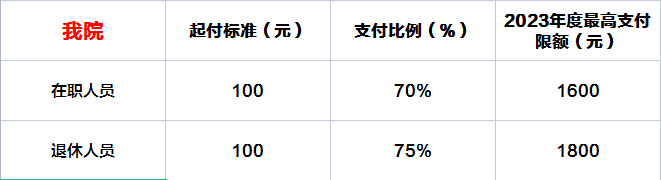 我院 起付标准（元） 支付比例（%） 2023年度最高支付
限额（元）
在职人员 100 70% 1600
退休人员 100 75% 1800